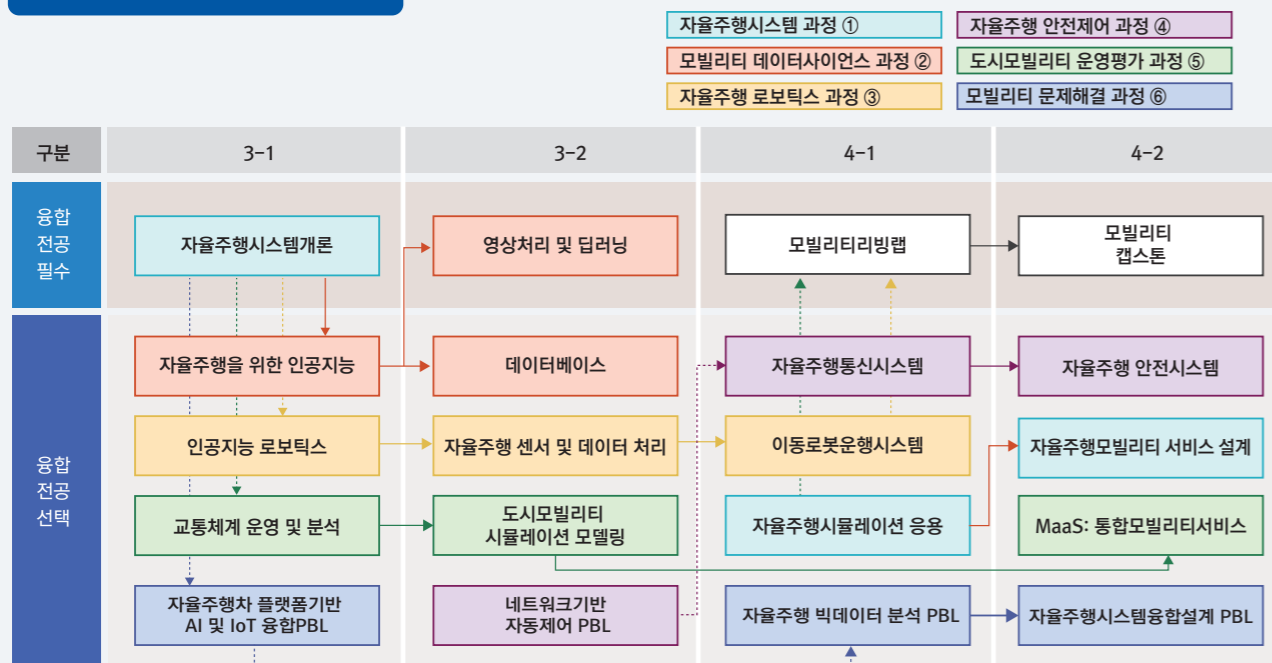 자율주행시스템 과정 ①
자율주행 안전제어 과정 ④
모빌리티 데이터사이언스 과정 ②
도시모빌리티 운영평가 과정 ⑤
자율주행 로보틱스 과정 ③
모빌리티 문제해결 과정 ⑥
구분
3-1
3-2
4-1
4-2
융합
전공
필수
자율주행시스템개론
영상처리 및 딥러닝
모빌리티리빙랩
모빌리티
캡스톤
융합
전공
선택
자율주행을 위한 인공지능
데이터베이스
자율주행통신시스템
자율주행 안전시스템
인공지능 로보틱스
자율주행 센서 및 데이터 처리
이동로봇운행시스템
자율주행모빌리티 서비스 설계
교통체계 운영 및 분석
도시모빌리티
시뮬레이션 모델링
자율주행시뮬레이션 응용
MaaS: 통합모빌리티서비스
자율주행차 플랫폼기반
AI 및 IoT 융합PBL
네트워크기반
자동제어 PBL
자율주행 빅데이터 분석 PBL
자율주행시스템융합설계 PBL